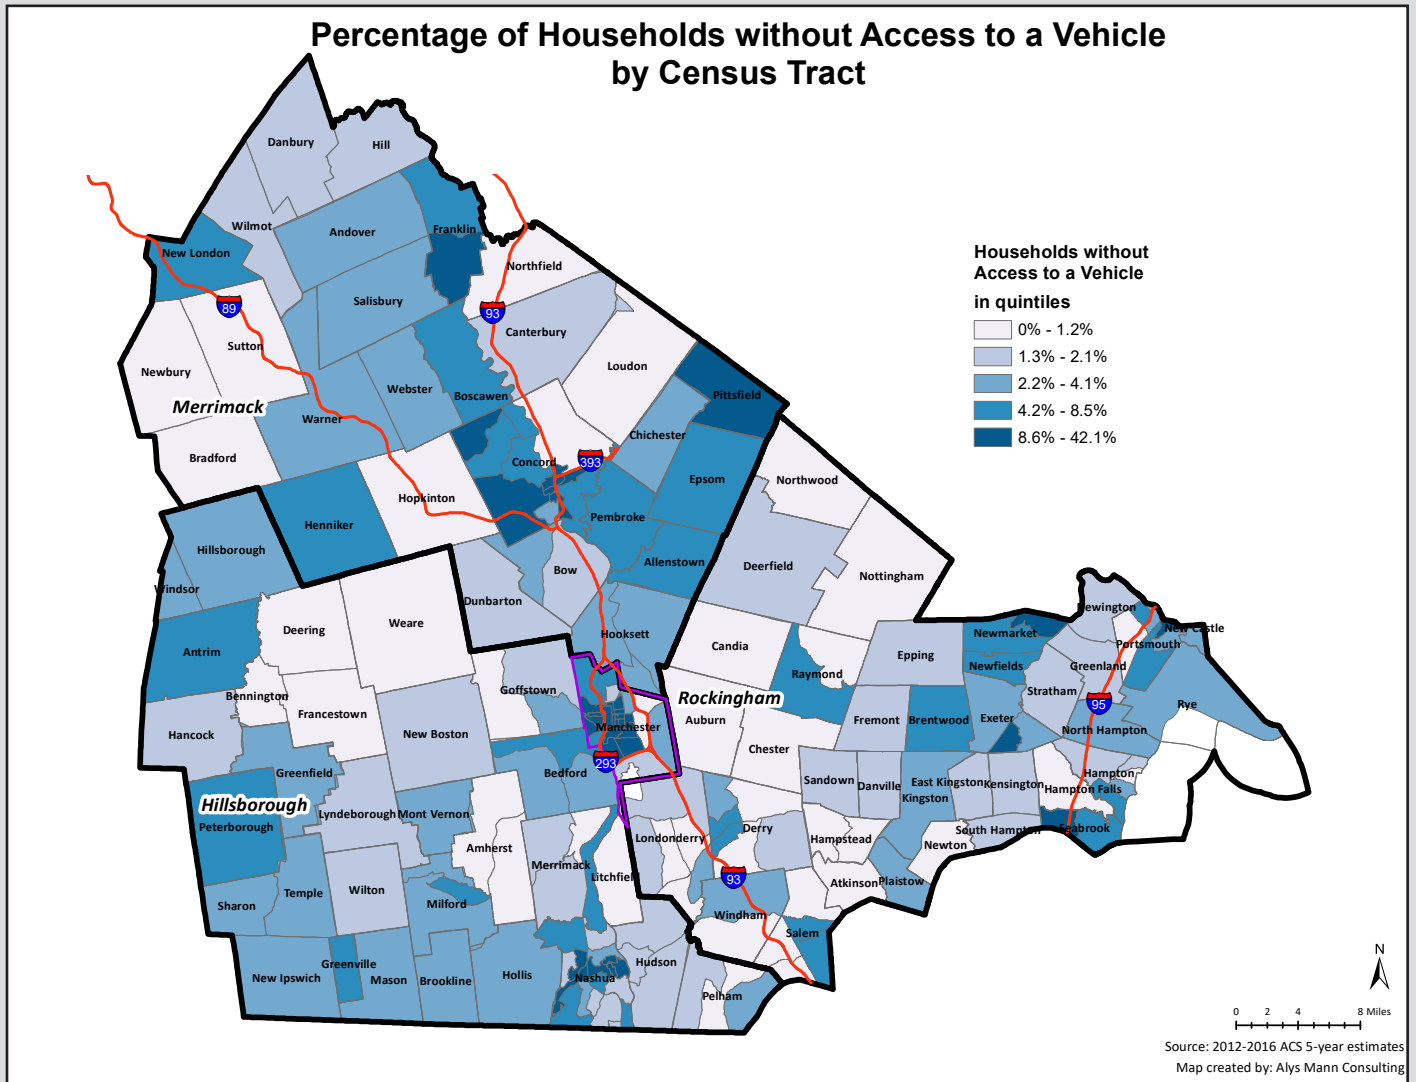 Percentage of Households without Access to a Vehicle
by Census Tract
Danbury
Hill
Wilmot
Andover
Franklin
New London
Northfield
89
Salisbury
93
Canterbury
Sutton
Loudon
Newbury
Webster
Boscawen
Pittsfield
Merrimack
Warner
Chichester
Bradford
Concord
393
Epsom
Northwood
Hopkinton
Henniker
Pembroke
Hillsborough
Allenstown
Deerfield
Nottingham
Windsor
Bow
Dunbarton
Newington
Deering
Weare
Hooksett
New Castle
Newmarket
Portsmouth
Antrim
Candia
Epping
Newfields
Greenland
Raymond
Bennington
Goffstown
Rockingham
Stratham
95
Rye
Francestown
Auburn
Fremont
Brentwood
Exeter
Hancock
New Boston
Manchester
North Hampton
Chester
293
Greenfield
Bedford
Hampton
Sandown
Danville
East Kingston
Kensington
Hampton Falls
Kingston
Hillsborough
Lyndeborough
Mont Vernon
Peterborough
Derry
South Hampton
Seabrook
Londonderry
Hampstead
Newton
Amherst
Merrimack
Litchfield
93
Atkinson
Plaistow
Wilton
Temple
Sharon
Milford
Windham
Salem
Greenville
Hudson
New Ipswich
Mason
Brookline
Hollis
Nashua
Pelham
Households without
Access to a Vehicle
in quintiles
0% - 1.2%
1.3% - 2.1%
2.2% - 4.1%
4.2% - 8.5%
8.6% - 42.1%
N
0 2 4 8 Miles
Source: 2012-2016 ACS 5-year estimates
Map created by: Alys Mann Consulting